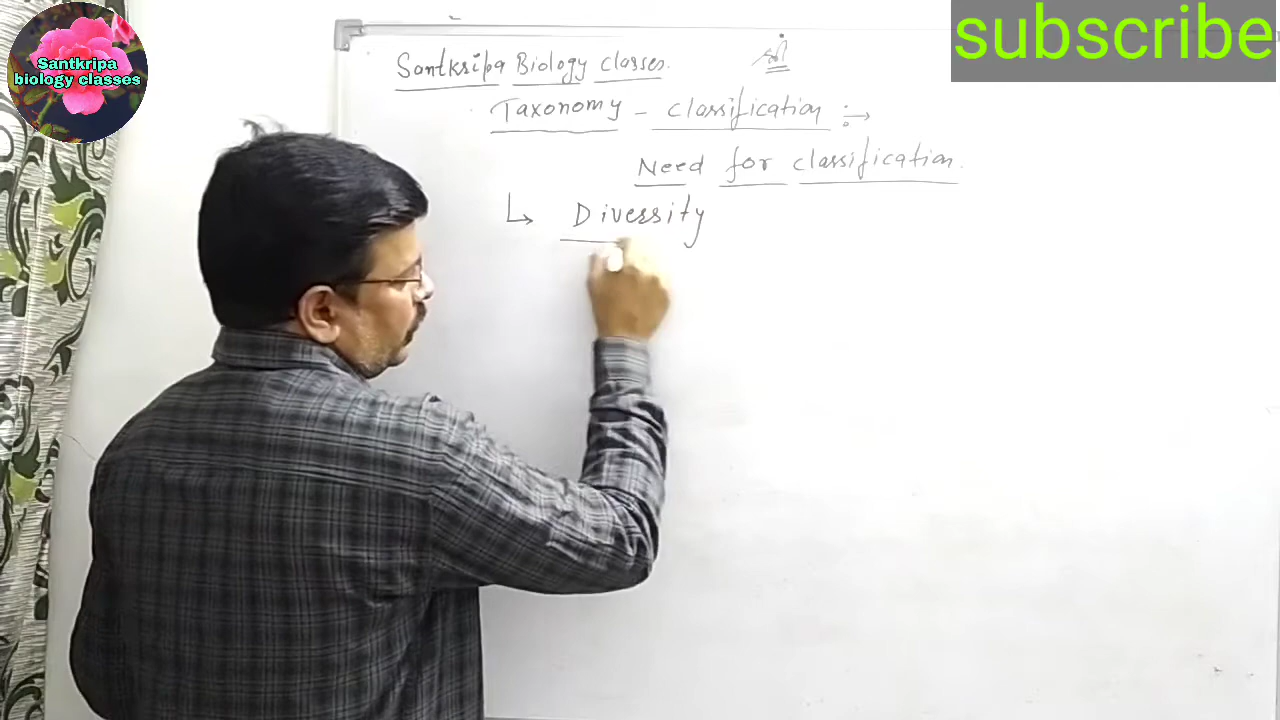 Santkripa
biology classes
subscribe
श्री
Santkripa Biology classes.
Taxonomy - classification :→
Need for classification.
↳ Diversity